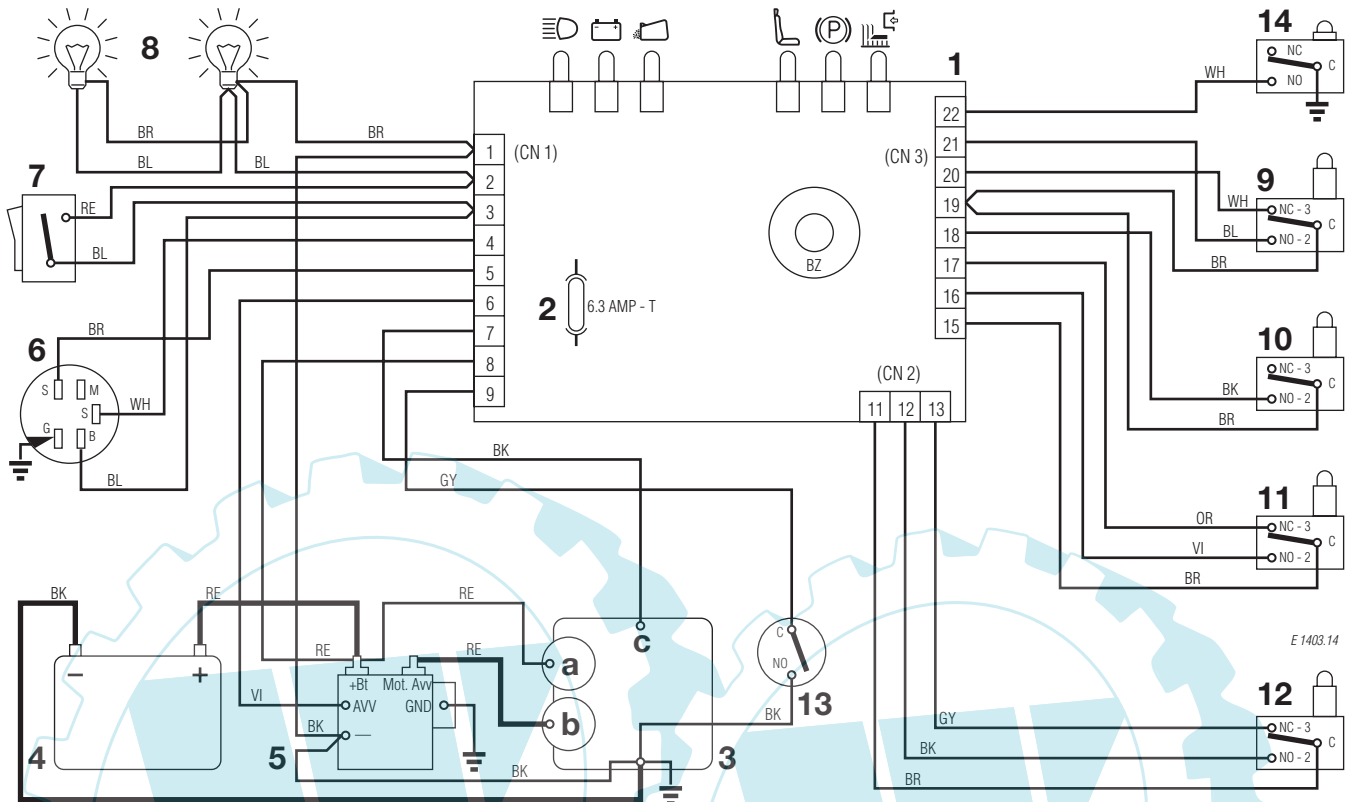 8
BR
BR
BL
BL
7
RE
BL
6
BR
S
M
S
WH
G
B
BL
1
(CN 1)
1
2
3
4
5
6
7
8
9
2
6.3 AMP - T
BZ
(CN 3)
22
21
20
19
18
17
16
15
(CN 2)
11
12
13
P
14
NC
C
NO
WH
9
WH
NC - 3
C
BL
NO - 2
BR
10
NC - 3
C
BK
NO - 2
BR
11
OR
NC - 3
C
VI
NO - 2
BR
E 1403.14
12
GY
NC - 3
C
BK
NO - 2
BR
BK
GY
BK
RE
RE
RE
RE
–
+
4
+Bt
Mot. Avv
VI
AVV
GND
BK
—
5
BK
a
b
c
3
C
NO
13
BK